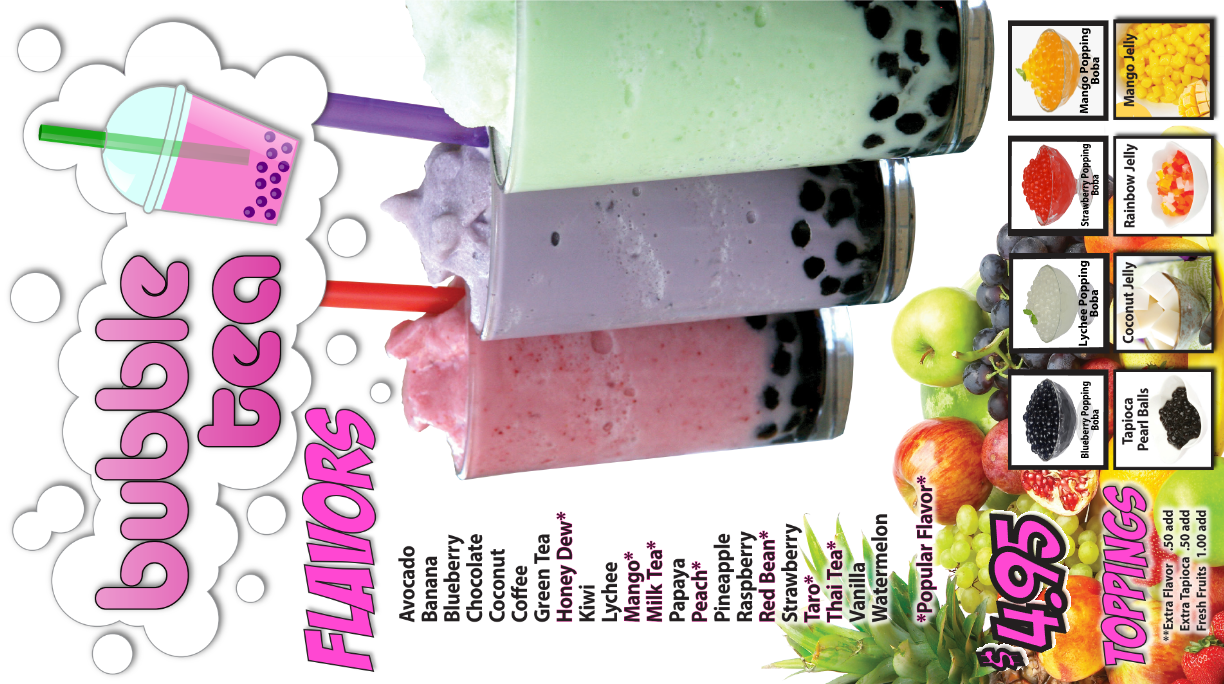 bubble
tea
FLAVORS
Avocado
Banana
Blueberry
Chocolate
Coconut
Coffee
Green Tea
Honey Dew*
Kiwi
Lychee
Mango*
Milk Tea*
Papaya
Peach*
Pineapple
Raspberry
Red Bean*
Strawberry
Taro*
Thai Tea*
Vanilla
Watermelon
*Popular Flavor*
$4.95
TOPPINGS
**Extra Flavor .50 add
Extra Tapioca .50 add
Fresh Fruits 1.00 add
Blueberry Popping
Boba
Lychee Popping
Boba
Strawberry Popping
Boba
Mango Popping
Boba
Tapioca
Pearl Balls
Coconut Jelly
Rainbow Jelly
Mango Jelly